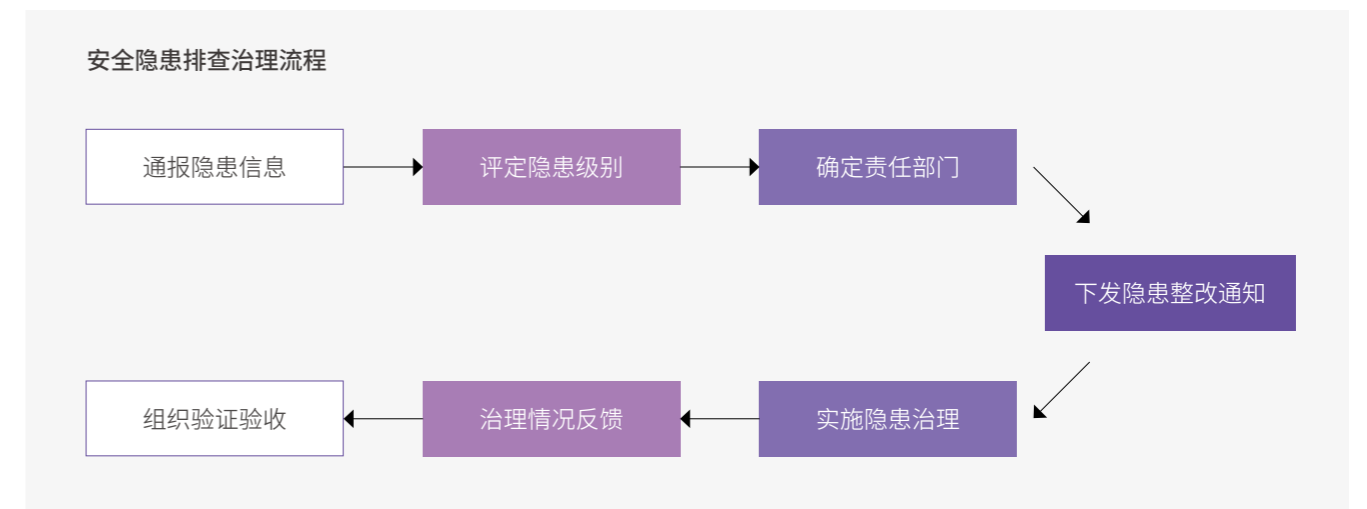 安全隐患排查治理流程
通报隐患信息
评定隐患级别
确定责任部门
下发隐患整改通知
实施隐患治理
治理情况反馈
组织验证验收